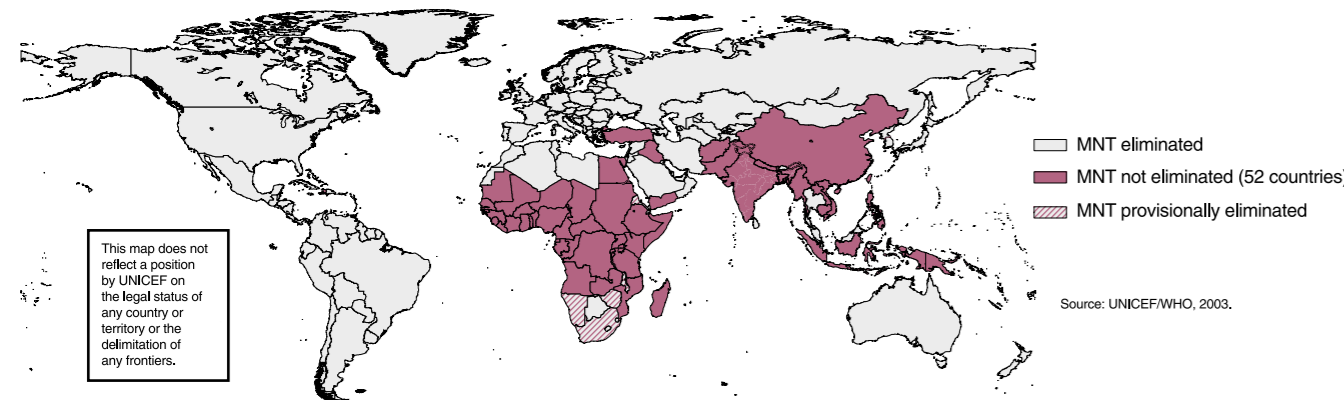 This map does not
reflect a position
by UNICEF on
the legal status of
any country or
territory or the
delimitation of
any frontiers.
MNT eliminated
MNT not eliminated (52 countries)
MNT provisionally eliminated
Source: UNICEF/WHO, 2003.